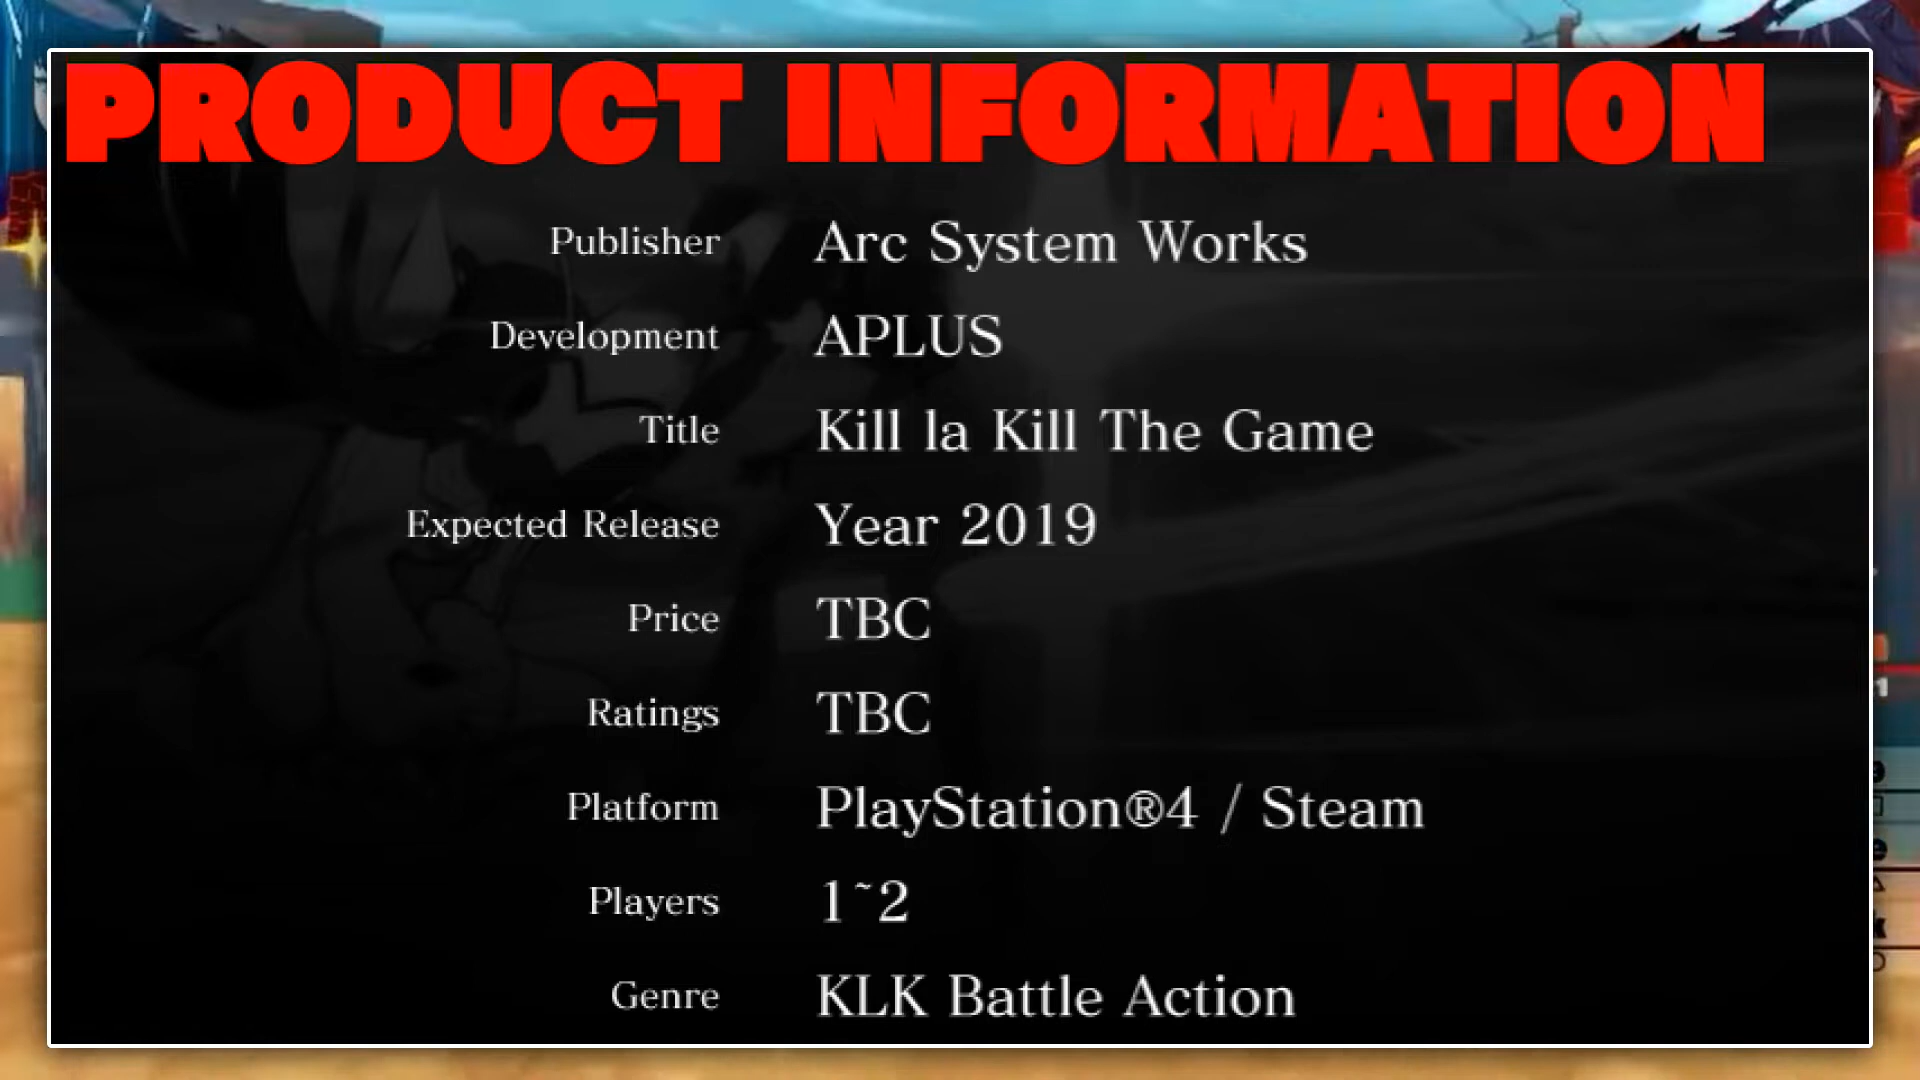 PRODUCT INFORMATION
Publisher Arc System Works
Development APLUS
Title Kill la Kill The Game
Expected Release Year 2019
Price TBC
Ratings TBC
Platform PlayStation®4 / Steam
Players 1~2
Genre KLK Battle Action